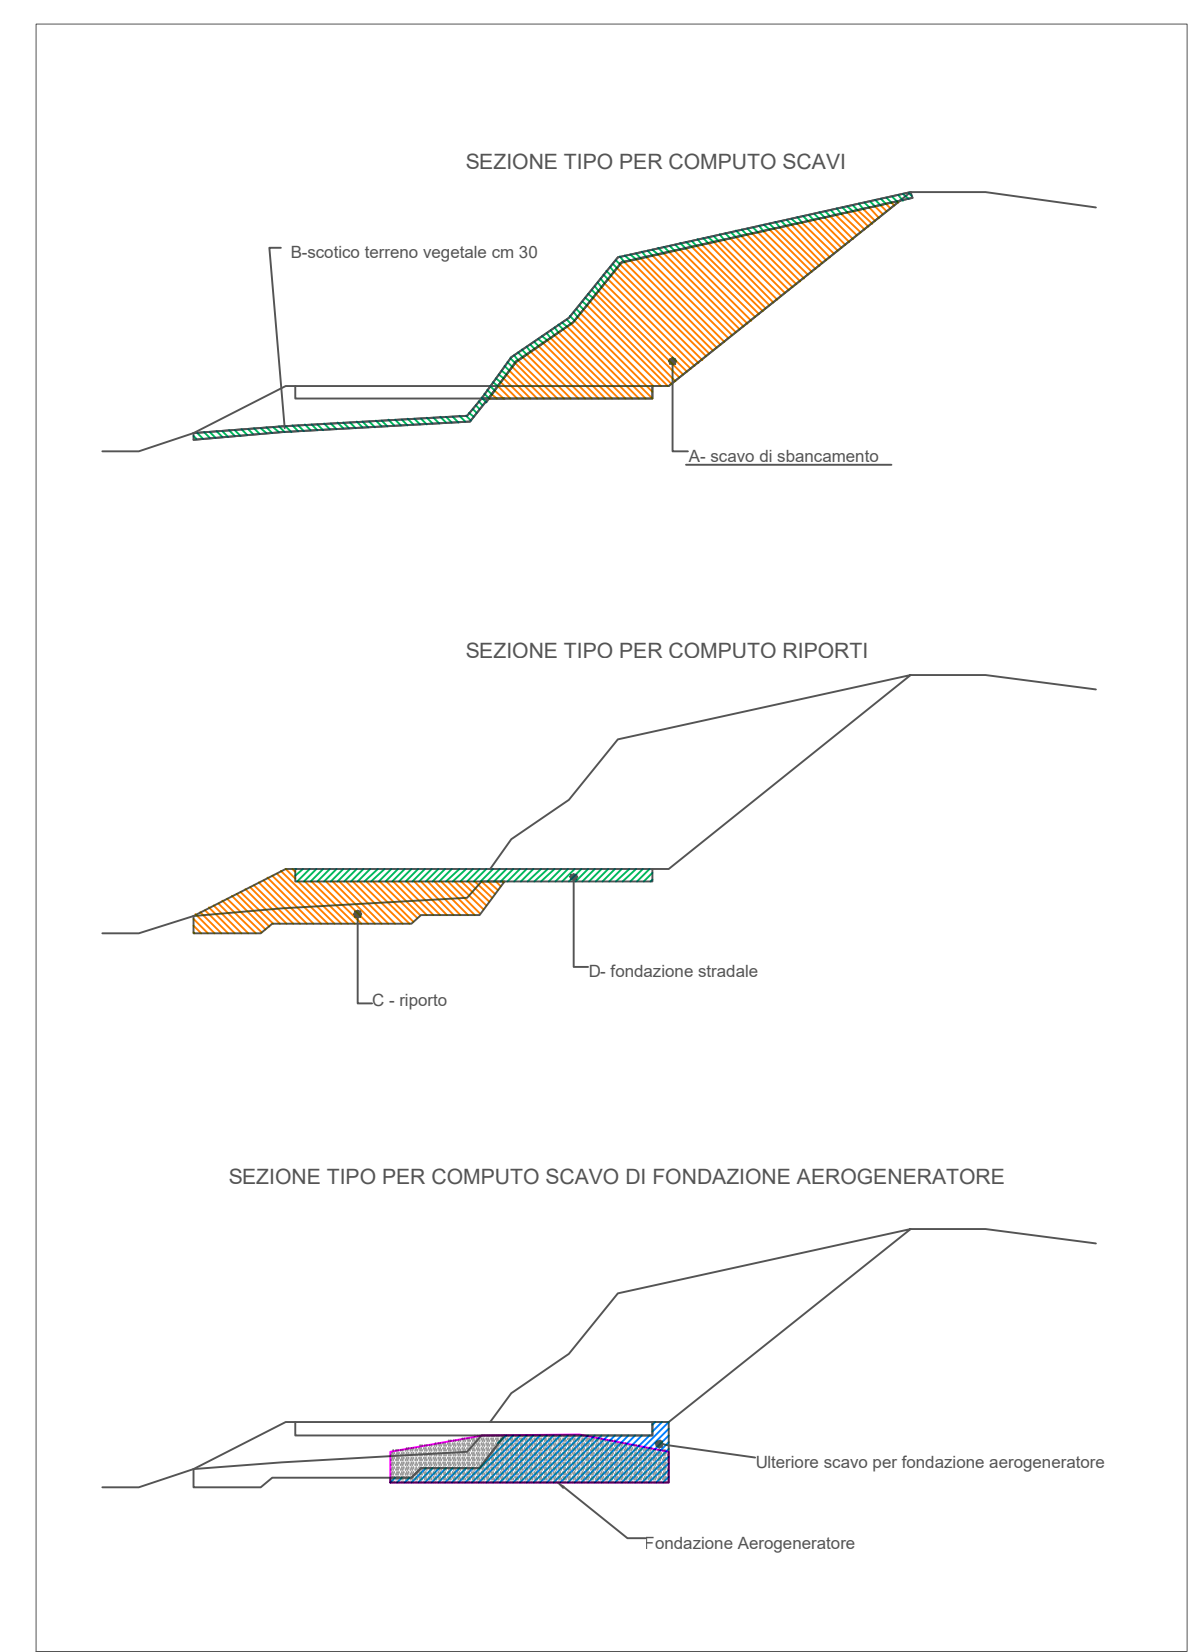 SEZIONE TIPO PER COMPUTO SCAVI
B-scotico terreno vegetale cm 30
A- scavo di sbancamento
SEZIONE TIPO PER COMPUTO RIPORTI
D- fondazione stradale
C - riporto
SEZIONE TIPO PER COMPUTO SCAVO DI FONDAZIONE AEROGENERATORE
Ulteriore scavo per fondazione aerogeneratore
Fondazione Aerogeneratore